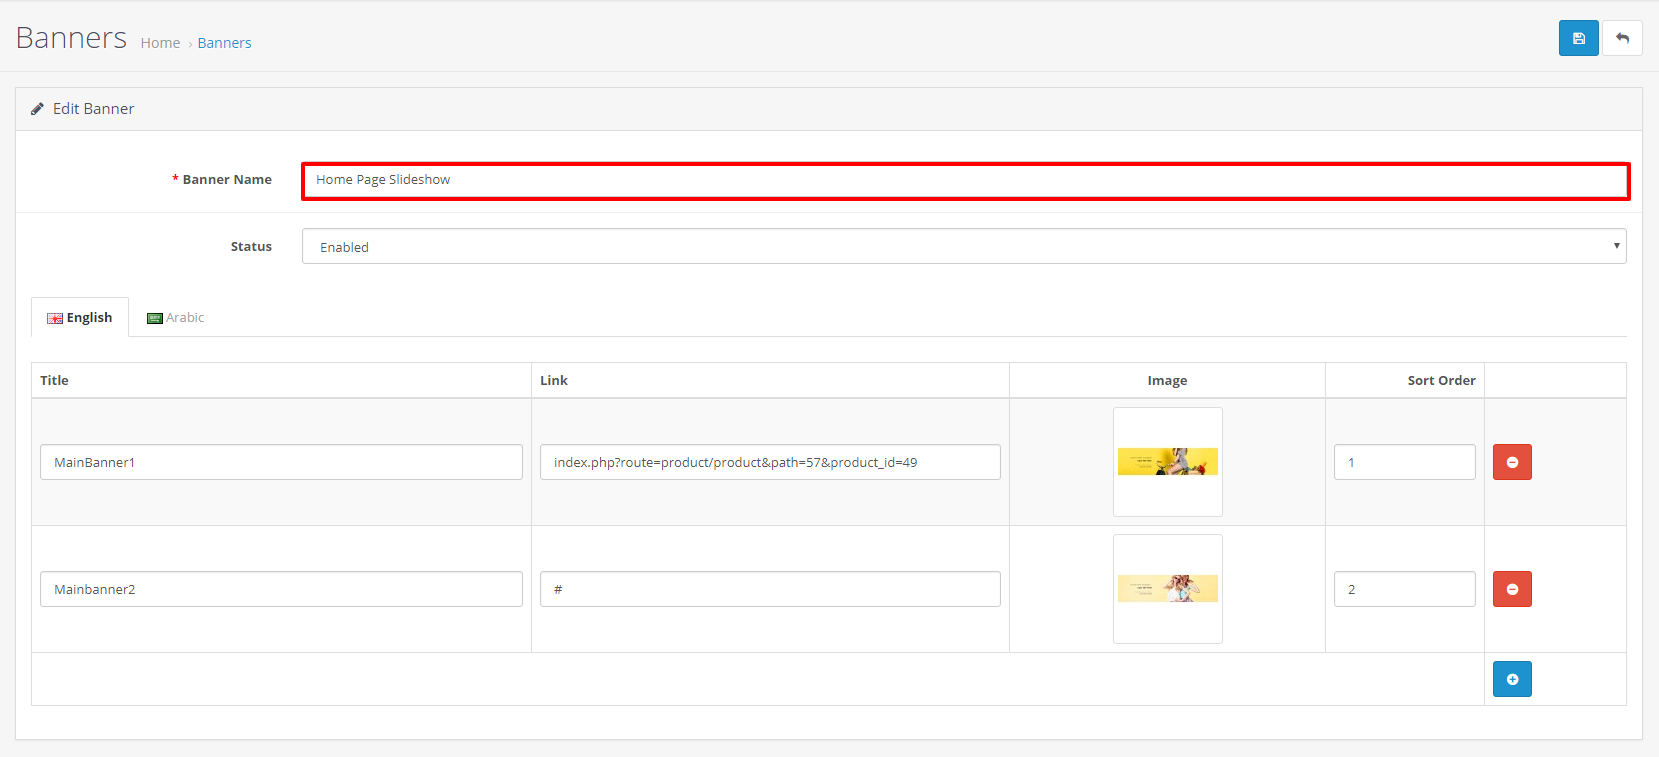 Banners Home › Banners
Edit Banner
* Banner Name Home Page Slideshow
Status Enabled
English Arabic
Title Link Image Sort Order
MainBanner1 index.php?route=product/product&path=57&product_id=49 1
Mainbanner2 # 2